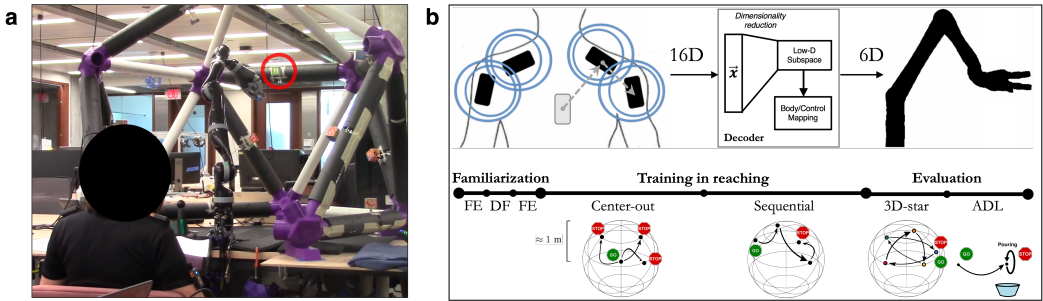 a
b
16D
Dimensionality
reduction
x
Low-D
Subspace
Body/Control
Mapping
Decoder
6D
Familiarization
Training in reaching
Evaluation
FE DF FE
Center-out
Sequential
3D-star
ADL
≈ 1 m
STOP
STOP
GO
STOP
GO
STOP
STOP
GO
GO
Pouring
STOP